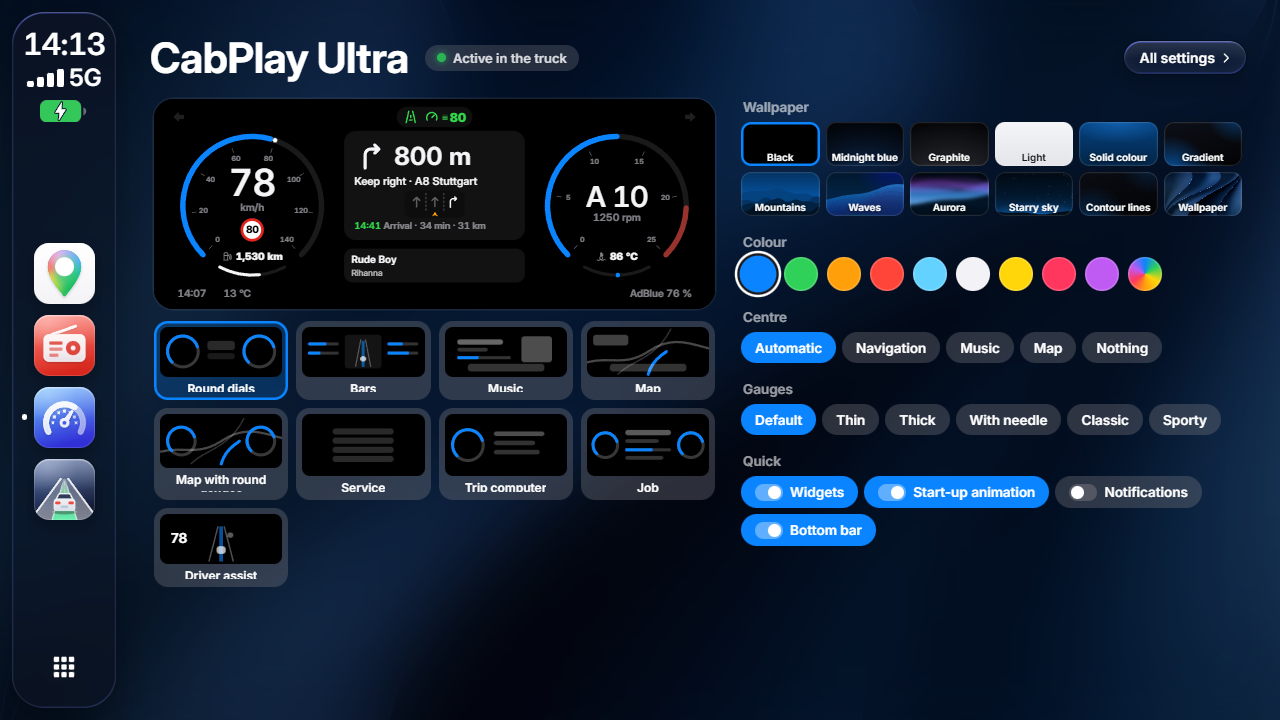 14:13
5G
CabPlay Ultra
Active in the truck
All settings
80
60
80
40
100
20
120
0
140
78
km/h
80
1,530 km
14:07
13 °C
800 m
Keep right · A8 Stuttgart
14:41 Arrival · 34 min · 31 km
Rude Boy
Rihanna
10
15
5
20
0
25
A 10
1250 rpm
86 °C
AdBlue 76 %
Round dials
Bars
Music
Map
Map with round
Service
Trip computer
Job
78
Driver assist
Wallpaper
Black
Midnight blue
Graphite
Light
Solid colour
Gradient
Mountains
Waves
Aurora
Starry sky
Contour lines
Wallpaper
Colour
Centre
Automatic
Navigation
Music
Map
Nothing
Gauges
Default
Thin
Thick
With needle
Classic
Sporty
Quick
Widgets
Start-up animation
Notifications
Bottom bar